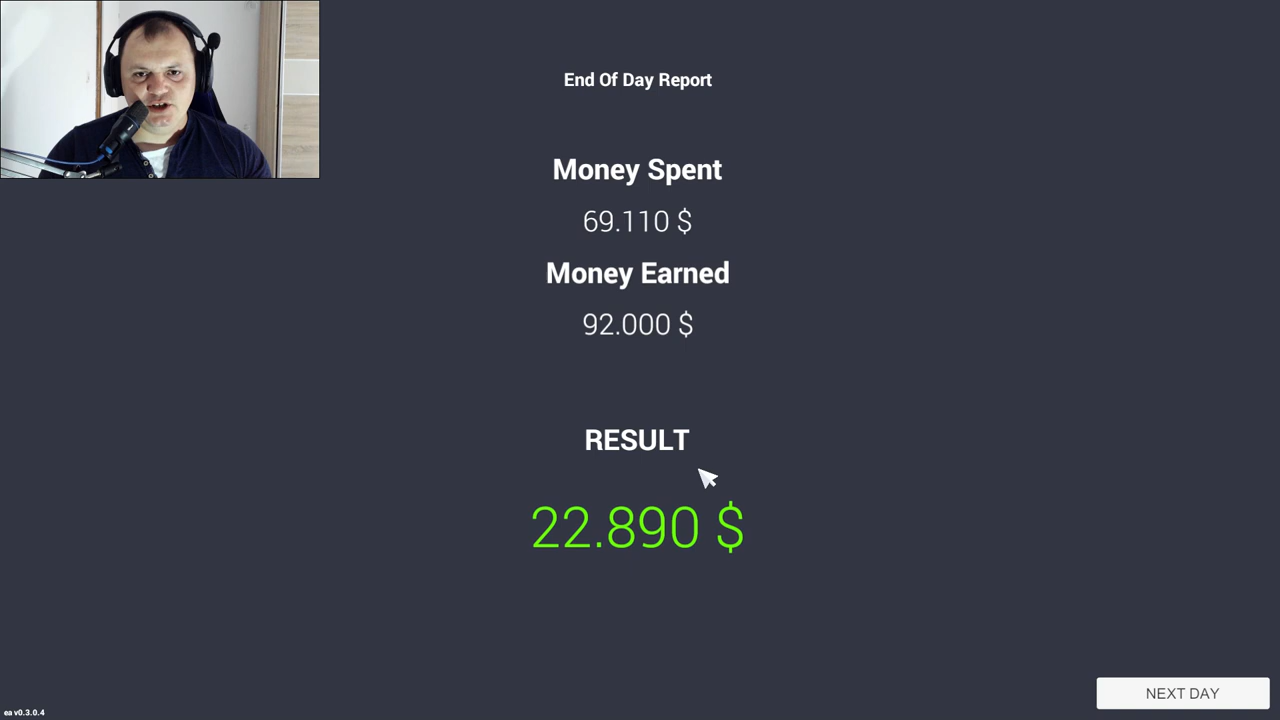 End Of Day Report
Money Spent
69.110 $
Money Earned
92.000 $
RESULT
22.890 $
NEXT DAY
ea v0.3.0.4